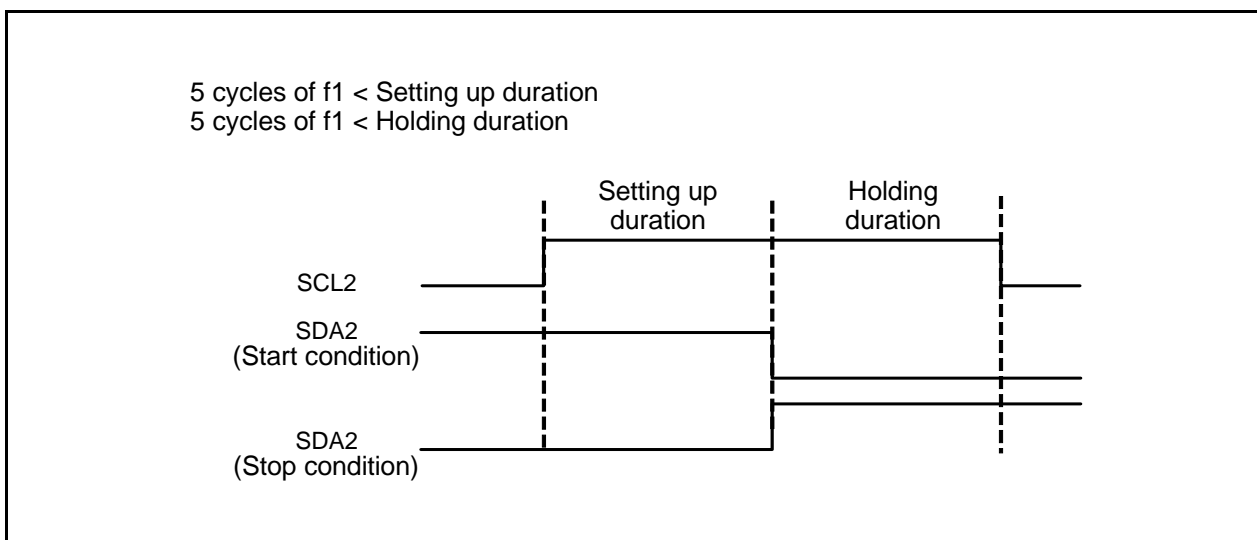 5 cycles of f1 < Setting up duration
5 cycles of f1 < Holding duration
Setting up
duration
Holding
duration
SCL2
SDA2
(Start condition)
SDA2
(Stop condition)